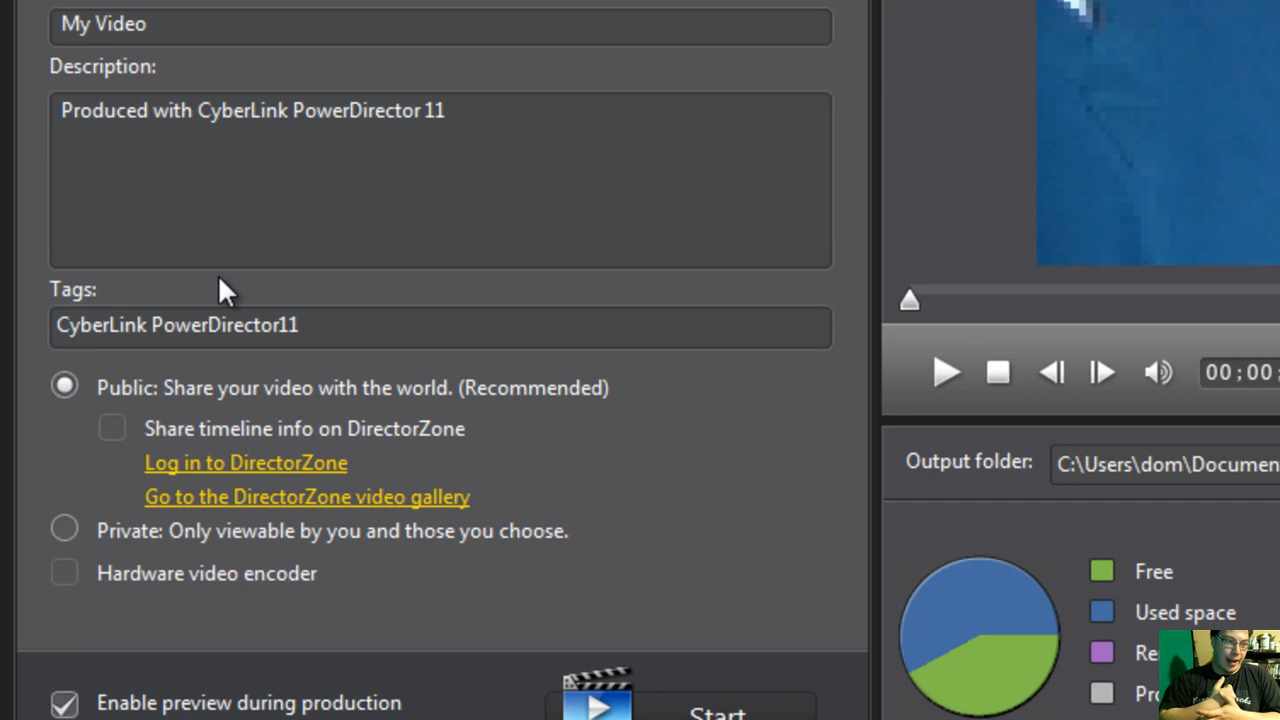 My Video
Description:
Produced with CyberLink PowerDirector 11
Tags:
CyberLink PowerDirector11
Public: Share your video with the world. (Recommended)
Share timeline info on DirectorZone
Log in to DirectorZone
Go to the DirectorZone video gallery
Private: Only viewable by you and those you choose.
Hardware video encoder
Enable preview during production
Start
00;00;
Output folder: C:\Users\dom\Documen
Free
Used space